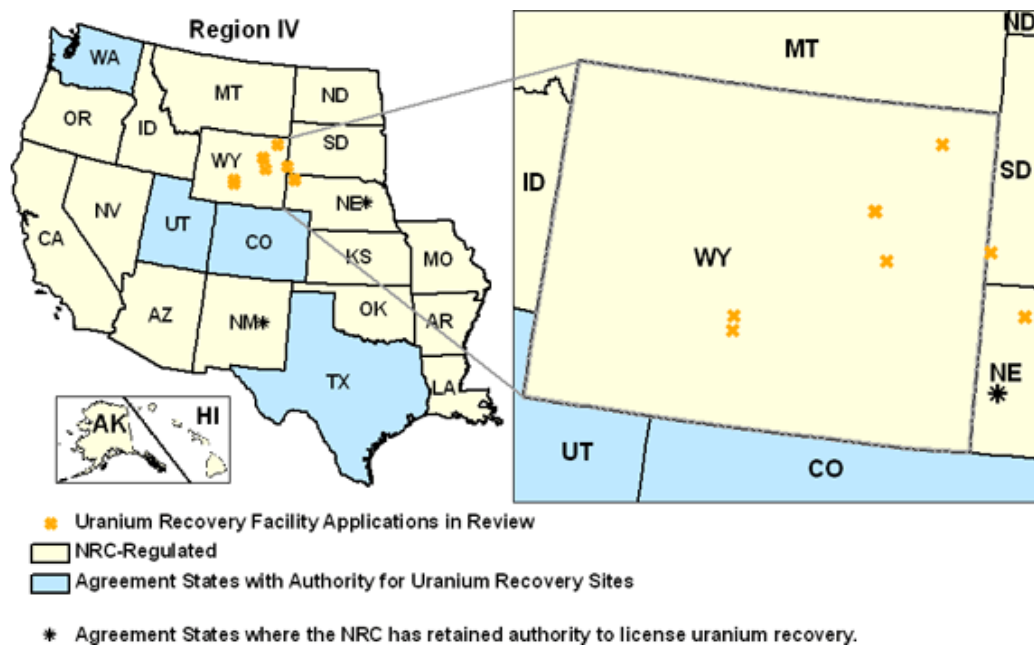 Region IV
WA
MT
ND
OR
ID
SD
WY
NE*
NV
UT
CO
CA
KS
MO
AZ
NM*
OK
AR
TX
LA
AK
HI
ND
MT
ID
SD
WY
NE
*
UT
CO
Uranium Recovery Facility Applications in Review
NRC-Regulated
Agreement States with Authority for Uranium Recovery Sites
* Agreement States where the NRC has retained authority to license uranium recovery.